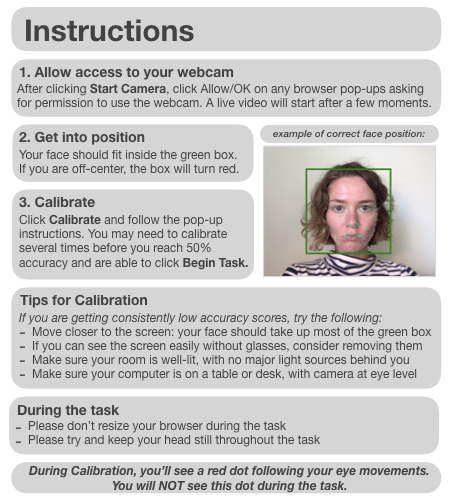 Instructions
1. Allow access to your webcam
After clicking Start Camera, click Allow/OK on any browser pop-ups asking
for permission to use the webcam. A live video will start after a few moments.
2. Get into position
Your face should fit inside the green box.
If you are off-center, the box will turn red.
example of correct face position:
3. Calibrate
Click Calibrate and follow the pop-up
instructions. You may need to calibrate
several times before you reach 50%
accuracy and are able to click Begin Task.
Tips for Calibration
If you are getting consistently low accuracy scores, try the following:
– Move closer to the screen: your face should take up most of the green box
– If you can see the screen easily without glasses, consider removing them
– Make sure your room is well-lit, with no major light sources behind you
– Make sure your computer is on a table or desk, with camera at eye level
During the task
– Please don't resize your browser during the task
– Please try and keep your head still throughout the task
During Calibration, you'll see a red dot following your eye movements.
You will NOT see this dot during the task.